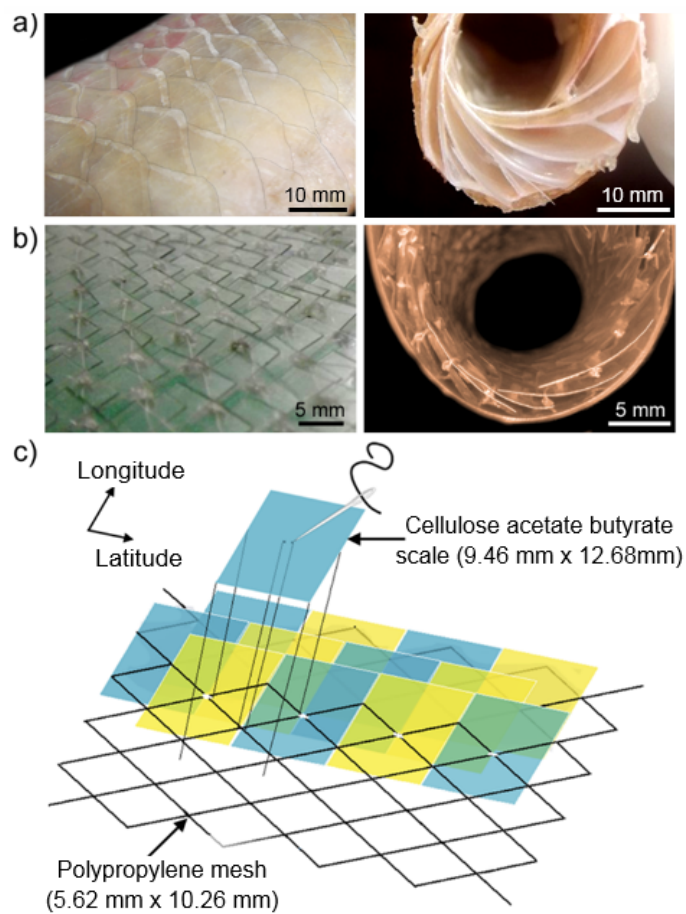 a)
10 mm
10 mm
b)
5 mm
5 mm
c)
Longitude
Latitude
Cellulose acetate butyrate
scale (9.46 mm x 12.68mm)
Polypropylene mesh
(5.62 mm x 10.26 mm)